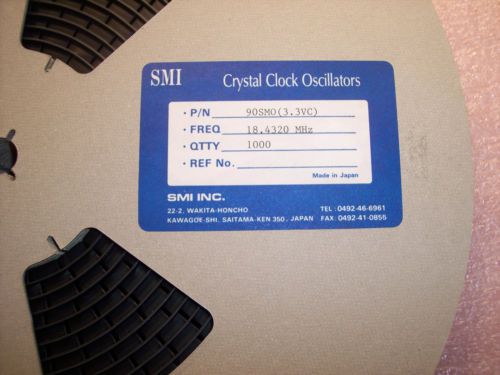 SMI Crystal Clock Oscillators
· P/N 90SMO(3.3VC)
· FREQ 18.4320 MHz
· QTTY 1000
· REF No.
Made in Japan
SMI INC.
22-2, WAKITA-HONCHO TEL : 0492-46-6961
KAWAGOE-SHI, SAITAMA-KEN 350, JAPAN FAX : 0492-41-0855